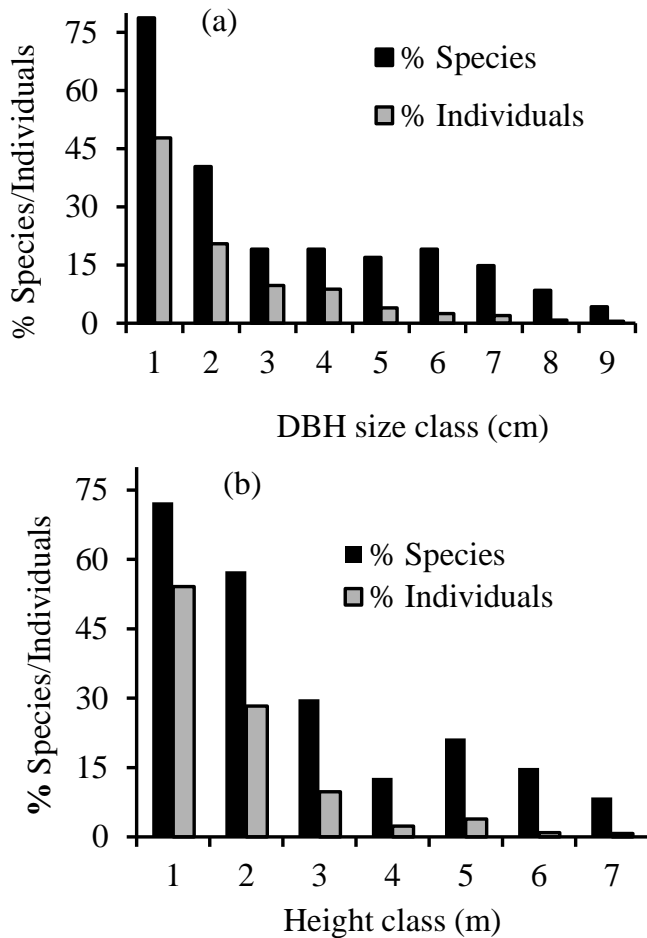 (a)
75
60
45
30
15
0
% Species/Individuals
% Species
% Individuals
1 2 3 4 5 6 7 8 9
DBH size class (cm)
(b)
75
60
45
30
15
0
% Species/Individuals
% Species
% Individuals
1 2 3 4 5 6 7
Height class (m)